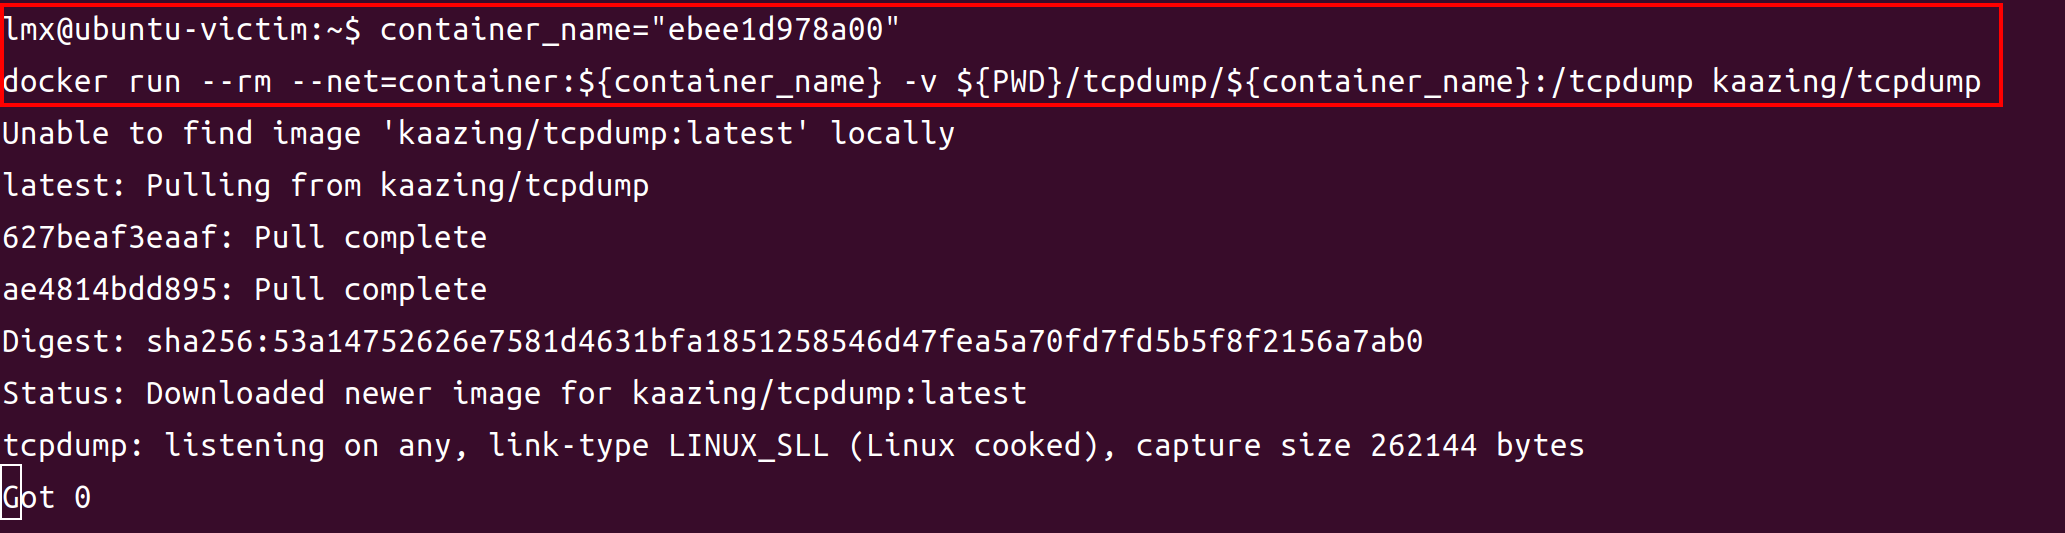 lmx@ubuntu-victim:~$ container_name="ebee1d978a00"
docker run --rm --net=container:${container_name} -v ${PWD}/tcpdump/${container_name}:/tcpdump kaazing/tcpdump
Unable to find image 'kaazing/tcpdump:latest' locally
latest: Pulling from kaazing/tcpdump
627beaf3eaaf: Pull complete
ae4814bdd895: Pull complete
Digest: sha256:53a14752626e7581d4631bfa1851258546d47fea5a70fd7fd5b5f8f2156a7ab0
Status: Downloaded newer image for kaazing/tcpdump:latest
tcpdump: listening on any, link-type LINUX_SLL (Linux cooked), capture size 262144 bytes
Got 0